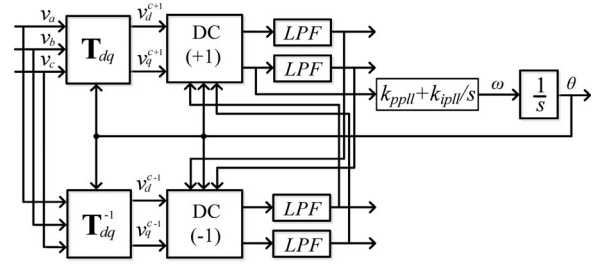 v_a
v_b
v_c
T_dq
v_d^{c+1}
v_q^{c+1}
DC
(+1)
LPF
LPF
k_ppll+k_ipll/s
ω
1/s
θ
T_dq^{-1}
v_d^{c-1}
v_q^{c-1}
DC
(-1)
LPF
LPF